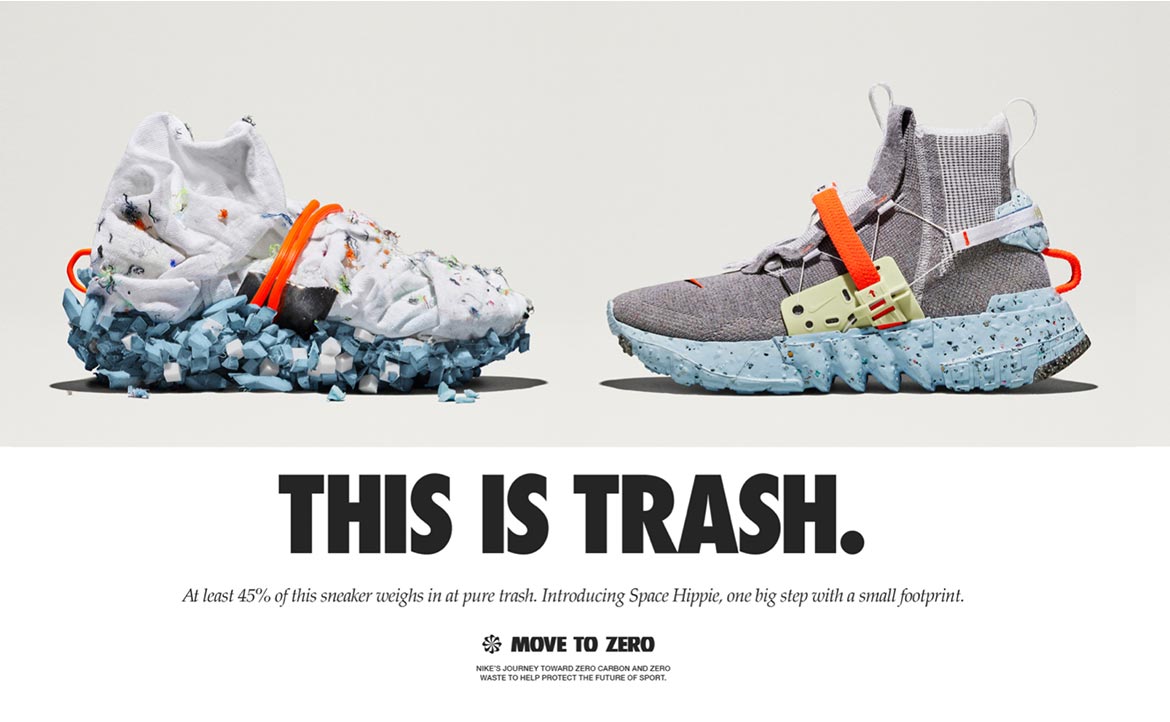 THIS IS TRASH.
At least 45% of this sneaker weighs in at pure trash. Introducing Space Hippie, one big step with a small footprint.
MOVE TO ZERO
NIKE'S JOURNEY TOWARD ZERO CARBON AND ZERO
WASTE TO HELP PROTECT THE FUTURE OF SPORT.